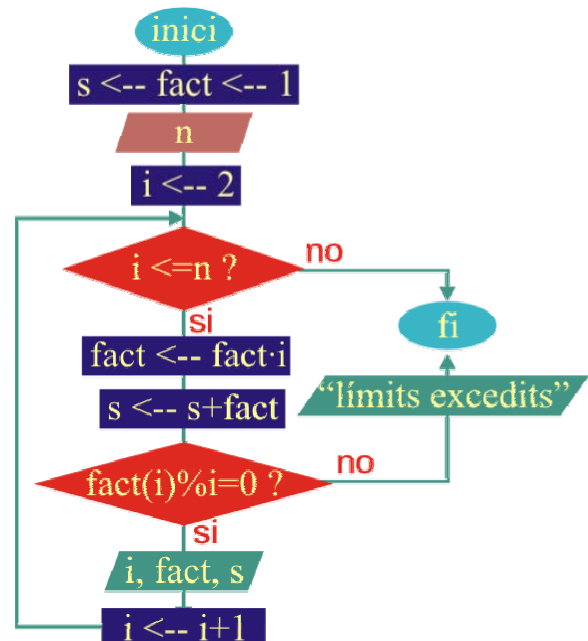 inici
s <-- fact <-- 1
n
i <-- 2
i <=n ?
no
si
fi
fact <-- fact·i
s <-- s+fact
“límits excedits”
fact(i)%i=0 ?
no
si
i, fact, s
i <-- i+1